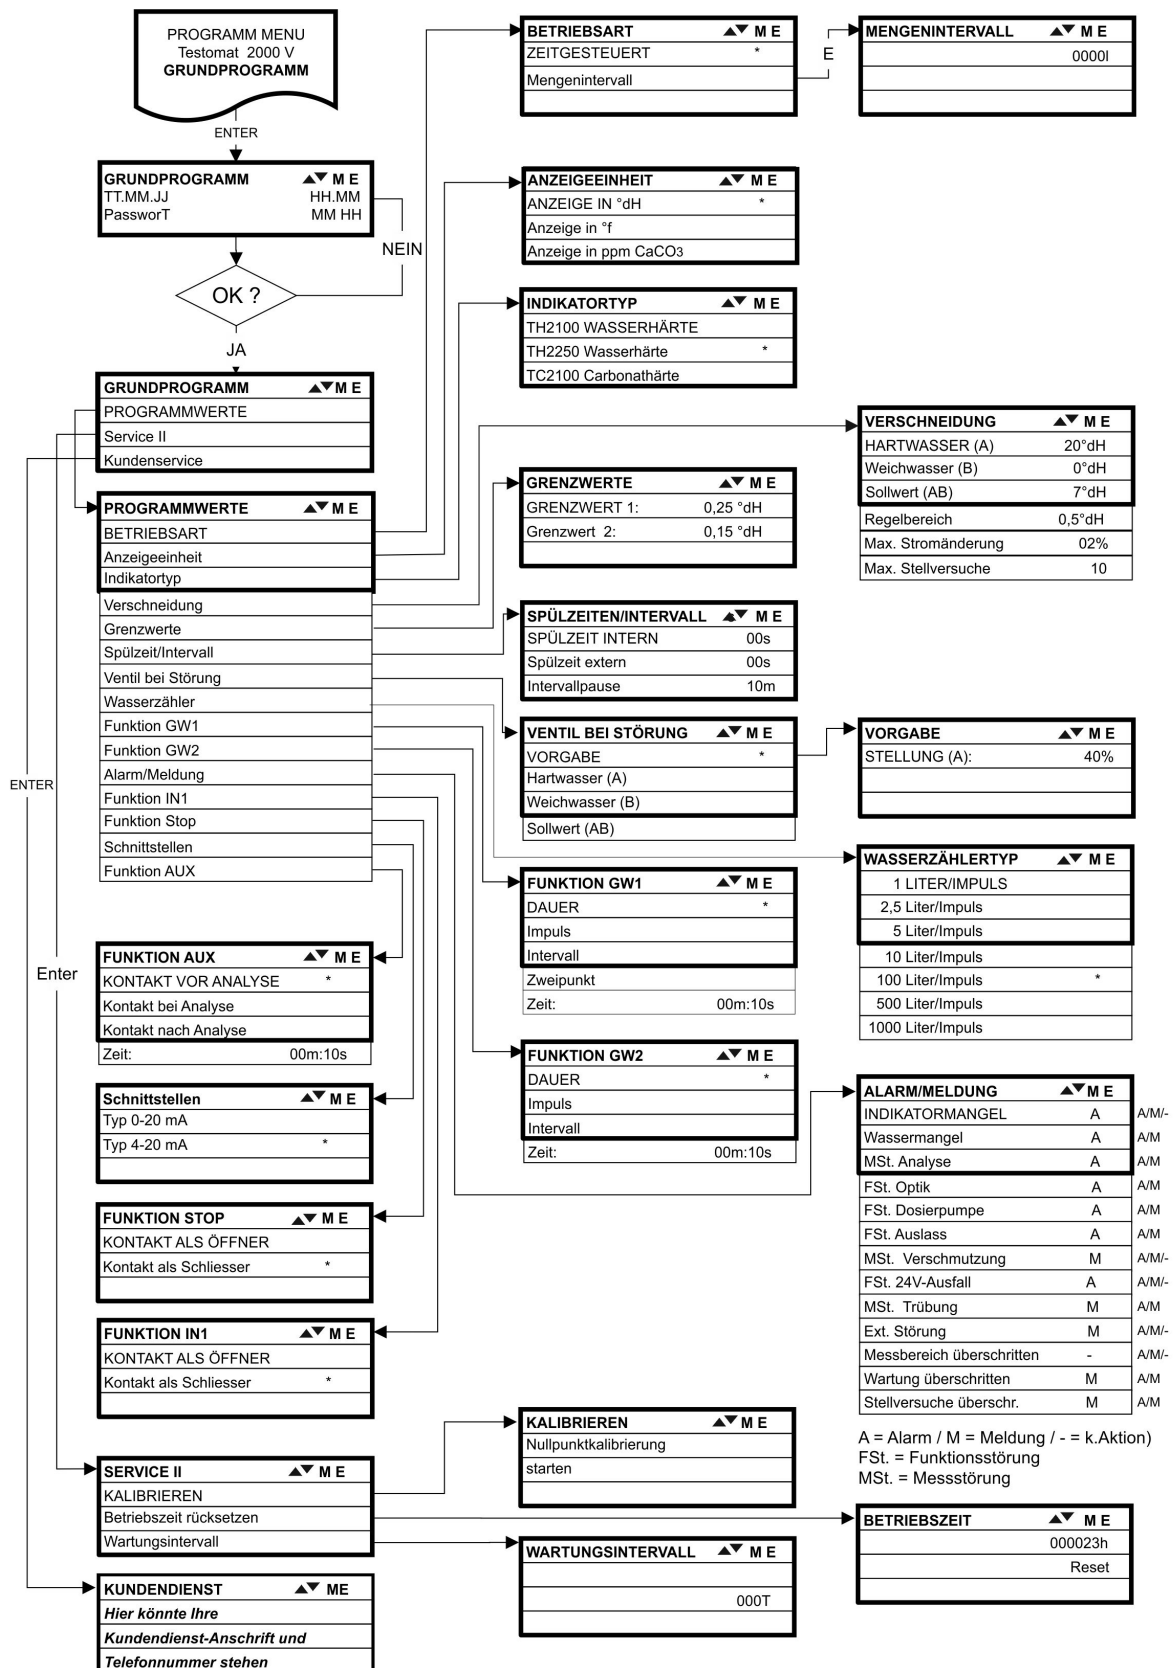 PROGRAMM MENU
Testomat 2000 V
GRUNDPROGRAMM
ENTER
GRUNDPROGRAMM ▲▼ M E
TT.MM.JJ HH.MM
PassworT MM HH
NEIN
OK ?
JA
GRUNDPROGRAMM ▲▼M E
PROGRAMMWERTE
Service II
Kundenservice
PROGRAMMWERTE ▲▼ M E
BETRIEBSART
Anzeigeeinheit
Indikatortyp
Verschneidung
Grenzwerte
Spülzeit/Intervall
Ventil bei Störung
Wasserzähler
Funktion GW1
Funktion GW2
Alarm/Meldung
Funktion IN1
Funktion Stop
Schnittstellen
Funktion AUX
ENTER
Enter
FUNKTION AUX ▲▼ M E
KONTAKT VOR ANALYSE *
Kontakt bei Analyse
Kontakt nach Analyse
Zeit: 00m:10s
Schnittstellen ▲▼ M E
Typ 0-20 mA
Typ 4-20 mA *
FUNKTION STOP ▲▼ M E
KONTAKT ALS ÖFFNER
Kontakt als Schliesser *
FUNKTION IN1 ▲▼ M E
KONTAKT ALS ÖFFNER
Kontakt als Schliesser *
SERVICE II ▲▼ M E
KALIBRIEREN
Betriebszeit rücksetzen
Wartungsintervall
KUNDENDIENST ▲▼ ME
Hier könnte Ihre
Kundendienst-Anschrift und
Telefonnummer stehen
BETRIEBSART ▲▼ M E
ZEITGESTEUERT *
Mengenintervall
E
MENGENINTERVALL ▲▼ M E
0000l
ANZEIGEEINHEIT ▲▼ M E
ANZEIGE IN °dH *
Anzeige in °f
Anzeige in ppm CaCO3
INDIKATORTYP ▲▼ M E
TH2100 WASSERHÄRTE
TH2250 Wasserhärte *
TC2100 Carbonathärte
VERSCHNEIDUNG ▲▼ M E
HARTWASSER (A) 20°dH
Weichwasser (B) 0°dH
Sollwert (AB) 7°dH
Regelbereich 0,5°dH
Max. Stromänderung 02%
Max. Stellversuche 10
GRENZWERTE ▲▼ M E
GRENZWERT 1: 0,25 °dH
Grenzwert 2: 0,15 °dH
SPÜLZEITEN/INTERVALL ▲▼ M E
SPÜLZEIT INTERN 00s
Spülzeit extern 00s
Intervallpause 10m
VENTIL BEI STÖRUNG ▲▼ M E
VORGABE *
Hartwasser (A)
Weichwasser (B)
Sollwert (AB)
VORGABE ▲▼ M E
STELLUNG (A): 40%
WASSERZÄHLERTYP ▲▼ M E
1 LITER/IMPULS
2,5 Liter/Impuls
5 Liter/Impuls
10 Liter/Impuls
100 Liter/Impuls *
500 Liter/Impuls
1000 Liter/Impuls
FUNKTION GW1 ▲▼ M E
DAUER *
Impuls
Intervall
Zweipunkt
Zeit: 00m:10s
FUNKTION GW2 ▲▼ M E
DAUER *
Impuls
Intervall
Zeit: 00m:10s
ALARM/MELDUNG ▲▼M E
INDIKATORMANGEL A A/M/-
Wassermangel A A/M
MSt. Analyse A A/M
FSt. Optik A A/M
FSt. Dosierpumpe A A/M
FSt. Auslass A A/M
MSt. Verschmutzung M A/M/-
FSt. 24V-Ausfall A A/M/-
MSt. Trübung M A/M
Ext. Störung M A/M/-
Messbereich überschritten - A/M/-
Wartung überschritten M A/M
Stellversuche überschr. M A/M
A = Alarm / M = Meldung / - = k.Aktion)
FSt. = Funktionsstörung
MSt. = Messstörung
KALIBRIEREN ▲▼ M E
Nullpunktkalibrierung
starten
BETRIEBSZEIT ▲▼ M E
000023h
Reset
WARTUNGSINTERVALL ▲▼ M E
000T